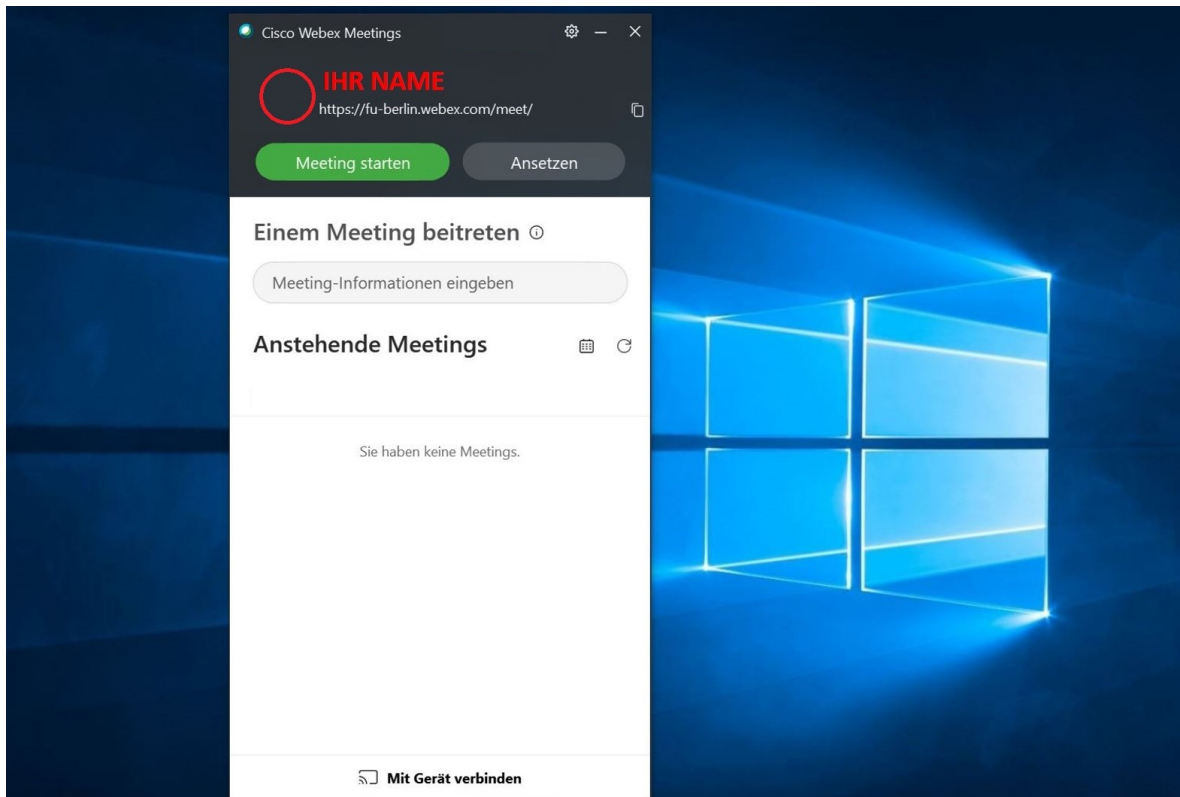 Cisco Webex Meetings
IHR NAME
https://fu-berlin.webex.com/meet/
Meeting starten
Ansetzen
Einem Meeting beitreten
Meeting-Informationen eingeben
Anstehende Meetings
Sie haben keine Meetings.
Mit Gerät verbinden